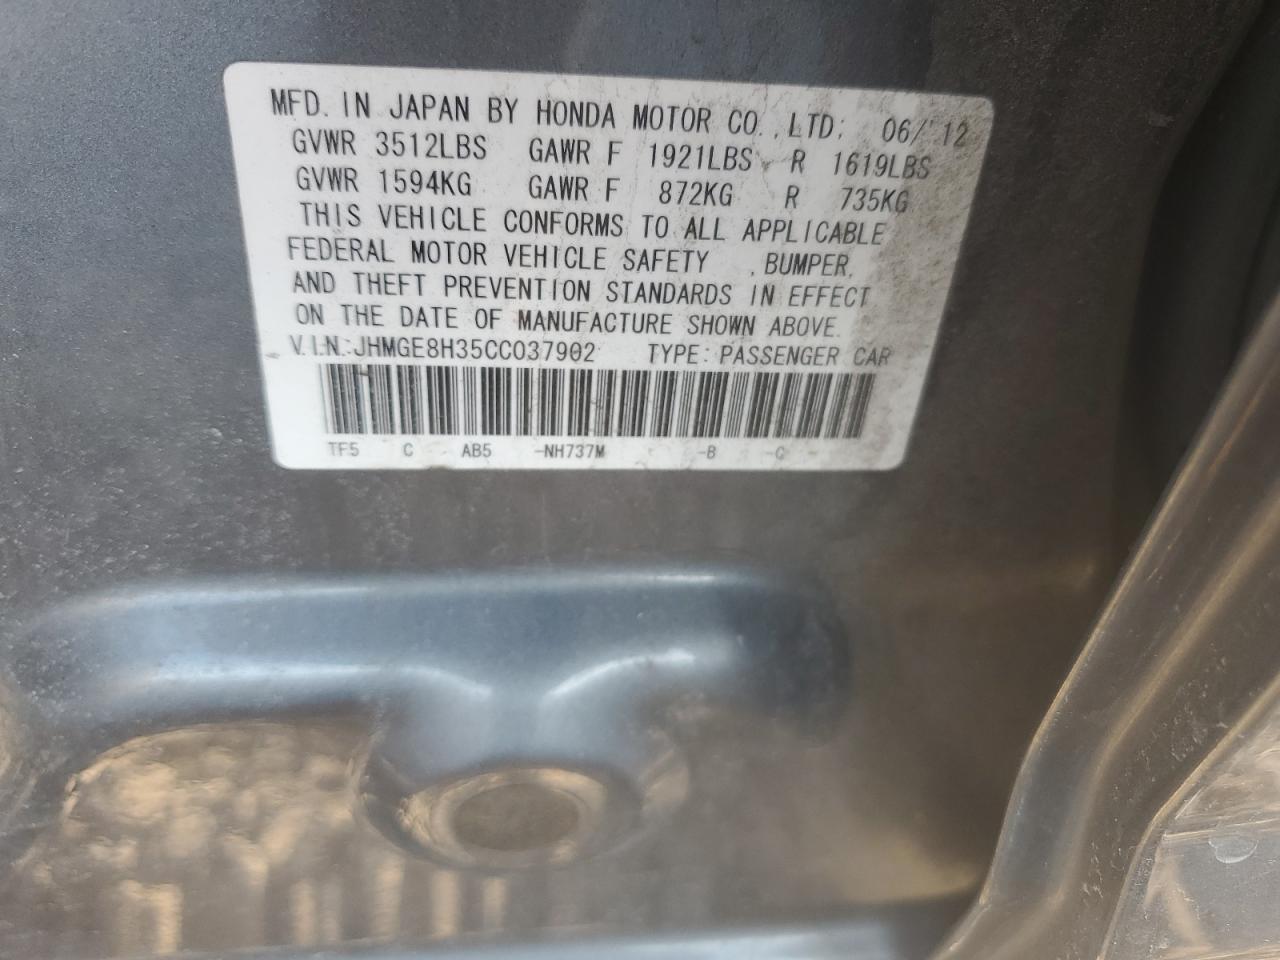 MFD. IN JAPAN BY HONDA MOTOR CO., LTD. 06/'12
GVWR 3512LBS GAWR F 1921LBS R 1619LBS
GVWR 1594KG GAWR F 872KG R 735KG
THIS VEHICLE CONFORMS TO ALL APPLICABLE
FEDERAL MOTOR VEHICLE SAFETY , BUMPER,
AND THEFT PREVENTION STANDARDS IN EFFECT
ON THE DATE OF MANUFACTURE SHOWN ABOVE.
V.I.N.:JHMGE8H35CC037902 TYPE: PASSENGER CAR
TF5 C AB5 -NH737M -B -C